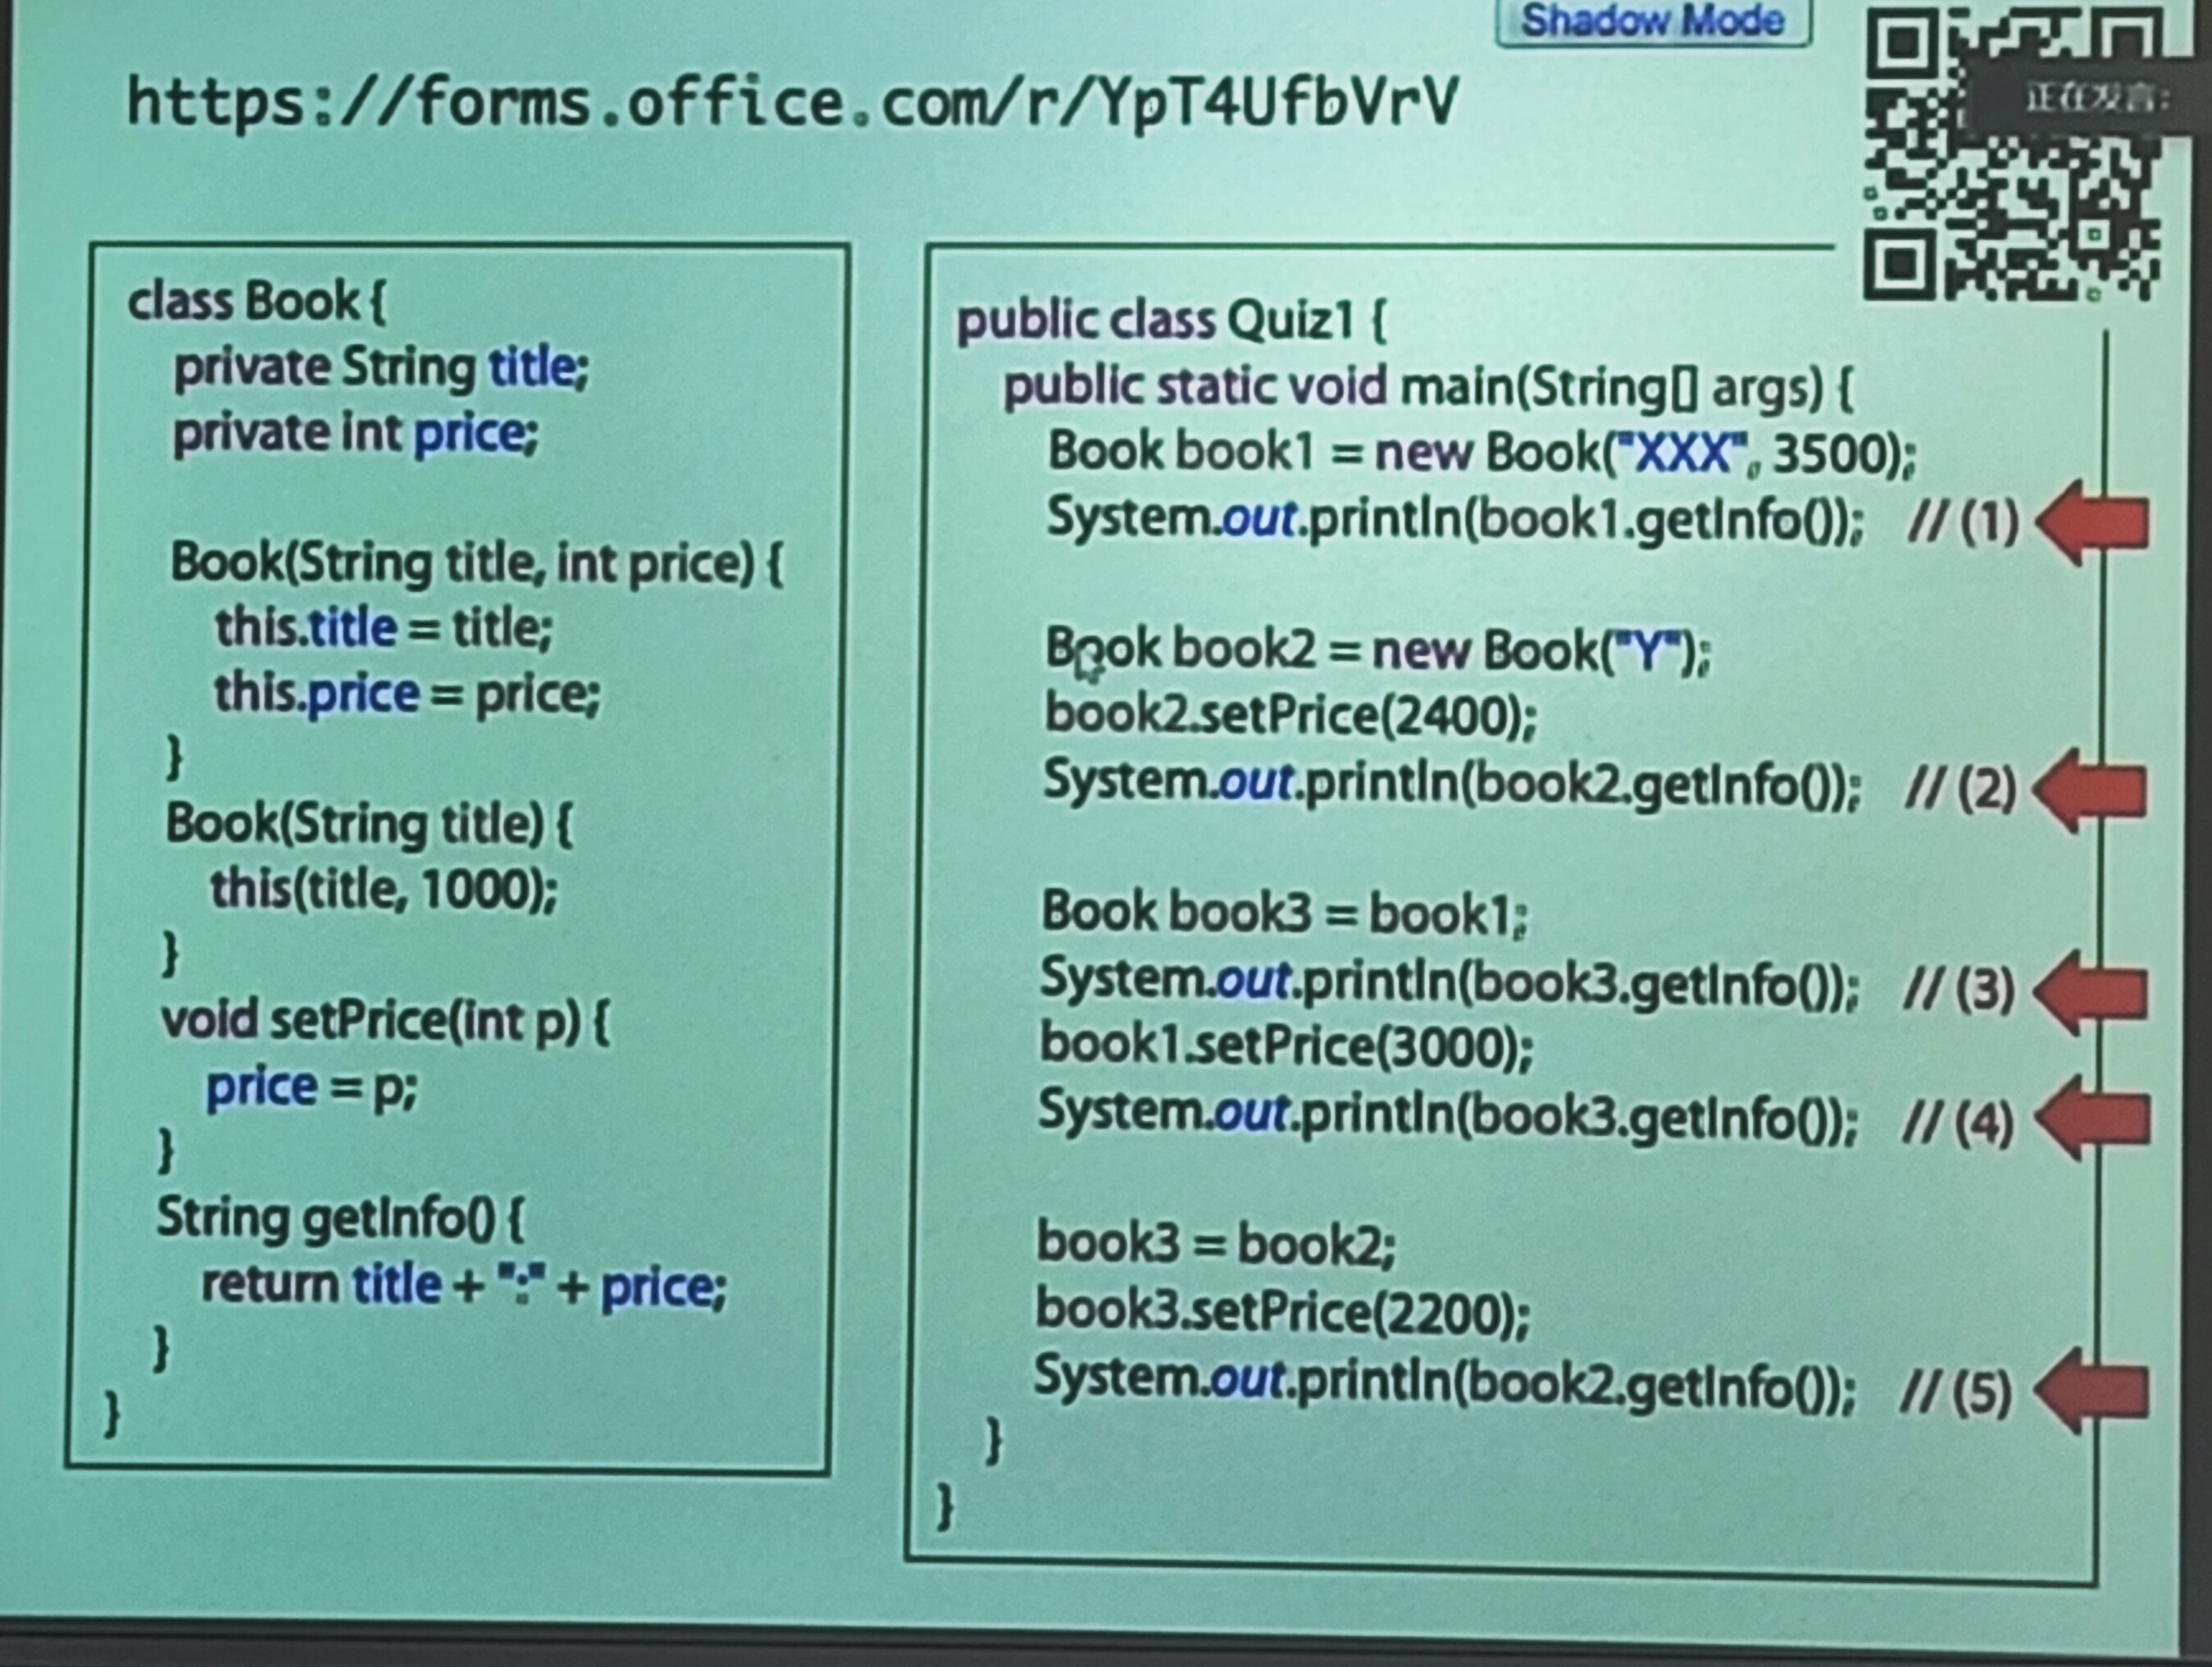 Shadow Mode
https://forms.office.com/r/YpT4UfbVrV
正在发言:
class Book {
private String title;
private int price;
Book(String title, int price) {
this.title = title;
this.price = price;
}
Book(String title) {
this(title, 1000);
}
void setPrice(int p) {
price = p;
}
String getInfo() {
return title + ":" + price;
}
}
public class Quiz1 {
public static void main(String[] args) {
Book book1 = new Book("XXX", 3500);
System.out.println(book1.getInfo()); // (1)
Book book2 = new Book("Y");
book2.setPrice(2400);
System.out.println(book2.getInfo()); // (2)
Book book3 = book1;
System.out.println(book3.getInfo()); // (3)
book1.setPrice(3000);
System.out.println(book3.getInfo()); // (4)
book3 = book2;
book3.setPrice(2200);
System.out.println(book2.getInfo()); // (5)
}
}